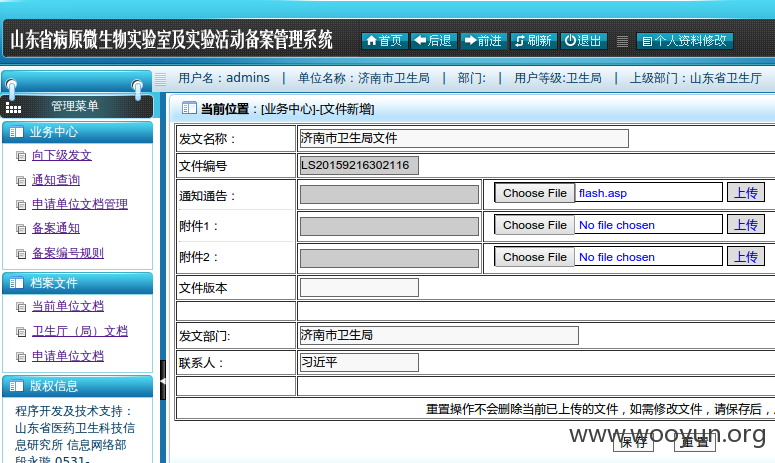 山东省病原微生物实验室及实验活动备案管理系统
首页 后退 前进 刷新 退出 个人资料修改
用户名：admins | 单位名称：济南市卫生局 | 部门: | 用户等级:卫生局 | 上级部门：山东省卫生厅
管理菜单
业务中心
向下级发文
通知查询
申请单位文档管理
备案通知
备案编号规则
档案文件
当前单位文档
卫生厅（局）文档
申请单位文档
版权信息
程序开发及技术支持：
山东省医药卫生科技信
息研究所 信息网络部
段永璇 0531-
当前位置：[业务中心]-[文件新增]
发文名称： 济南市卫生局文件
文件编号 LS20159216302116
通知通告： Choose File flash.asp 上传
附件1： Choose File No file chosen 上传
附件2： Choose File No file chosen 上传
文件版本
发文部门: 济南市卫生局
联系人： 习近平
重置操作不会删除当前已上传的文件，如需修改文件，请保存后，
保 存 重 置
www.wooyun.org